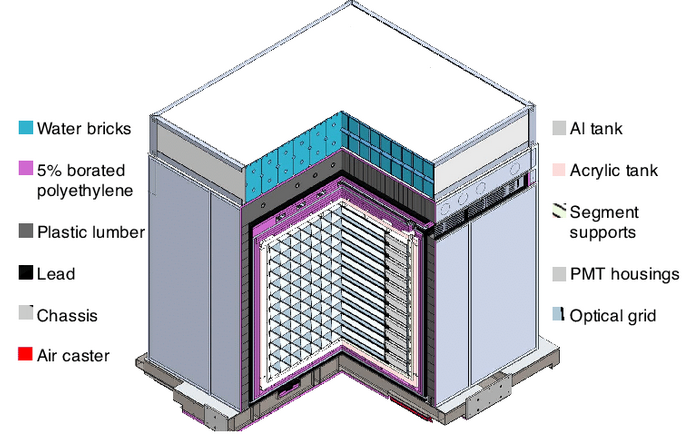 Water bricks
5% borated
polyethylene
Plastic lumber
Lead
Chassis
Air caster
Al tank
Acrylic tank
Segment
supports
PMT housings
Optical grid